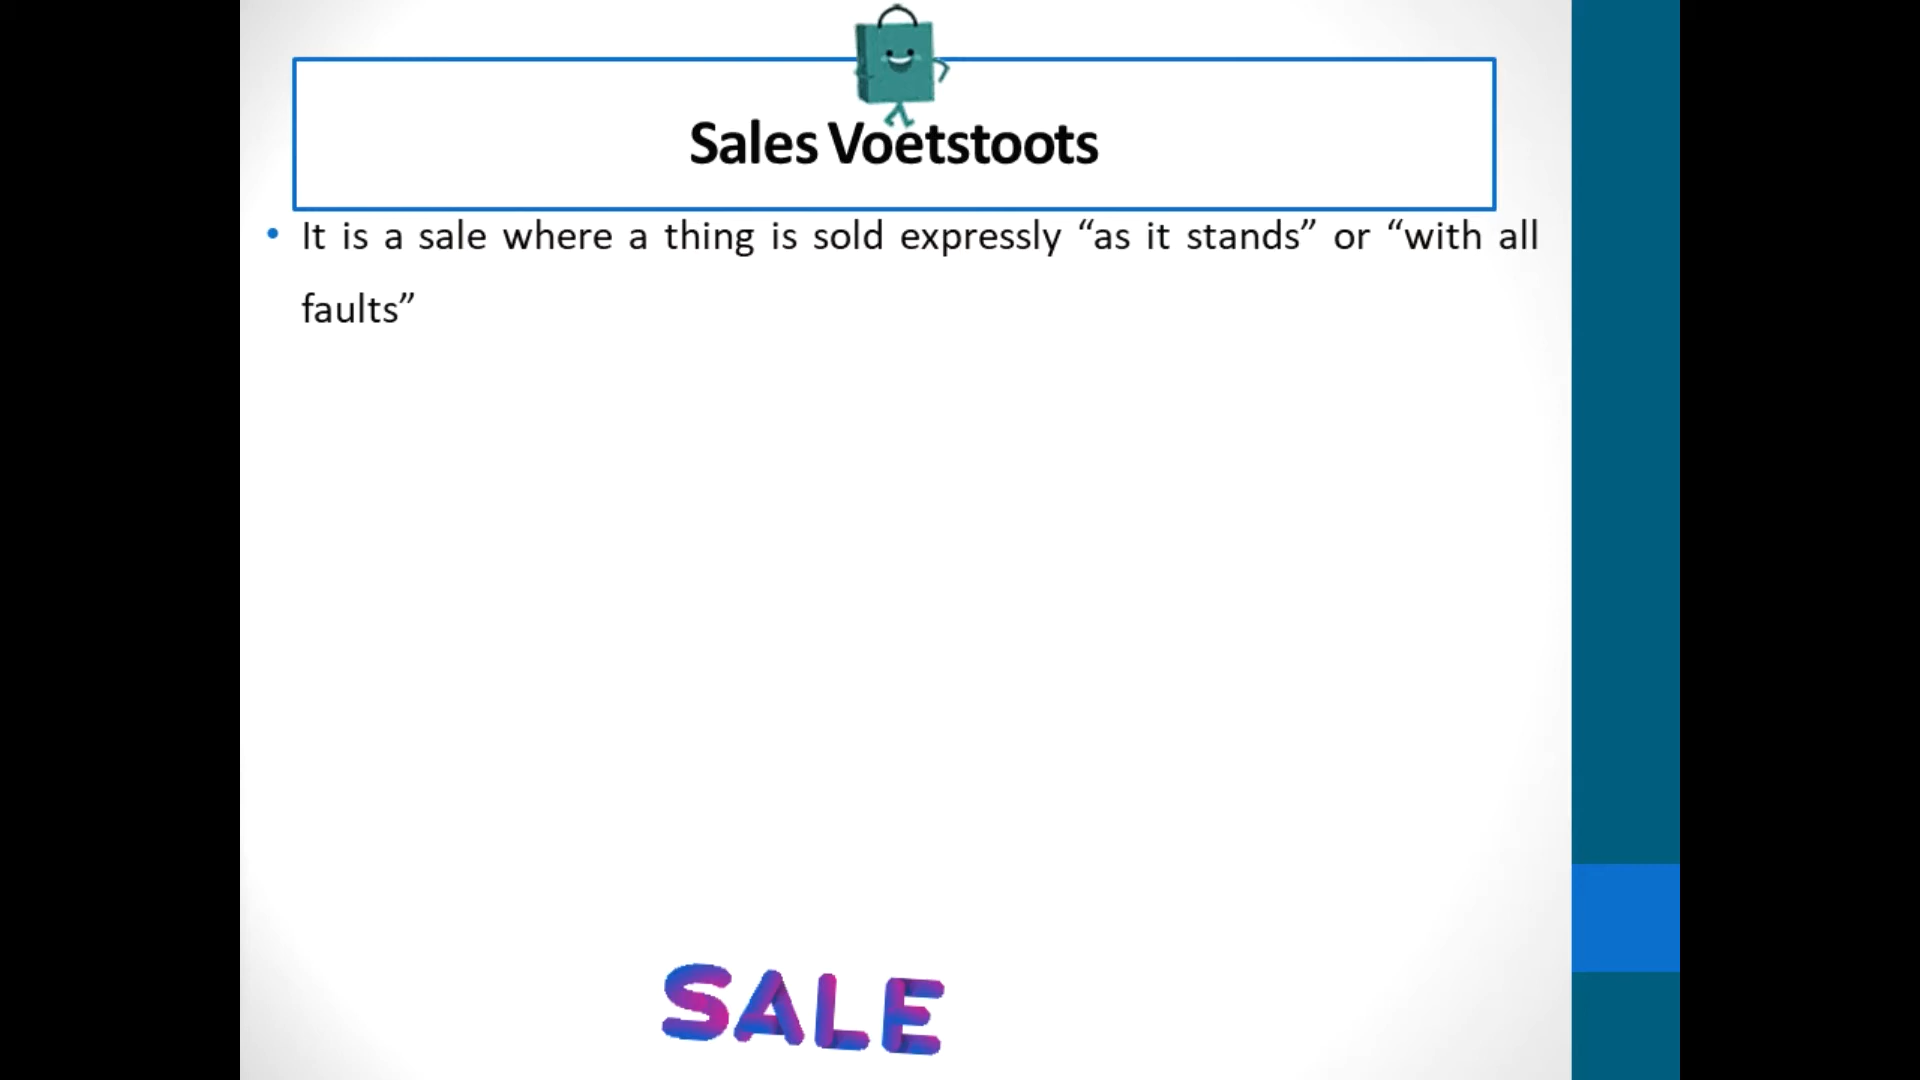 Sales Voetstoots
• It is a sale where a thing is sold expressly “as it stands” or “with all
faults”
SALE